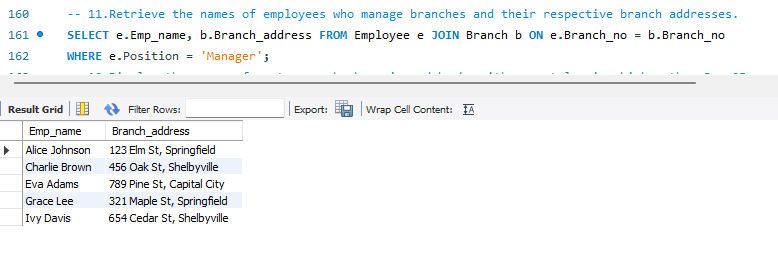 160 -- 11.Retrieve the names of employees who manage branches and their respective branch addresses.
161 SELECT e.Emp_name, b.Branch_address FROM Employee e JOIN Branch b ON e.Branch_no = b.Branch_no
162 WHERE e.Position = 'Manager';
Result Grid Filter Rows: Export: Wrap Cell Content:
Emp_name Branch_address
Alice Johnson 123 Elm St, Springfield
Charlie Brown 456 Oak St, Shelbyville
Eva Adams 789 Pine St, Capital City
Grace Lee 321 Maple St, Springfield
Ivy Davis 654 Cedar St, Shelbyville